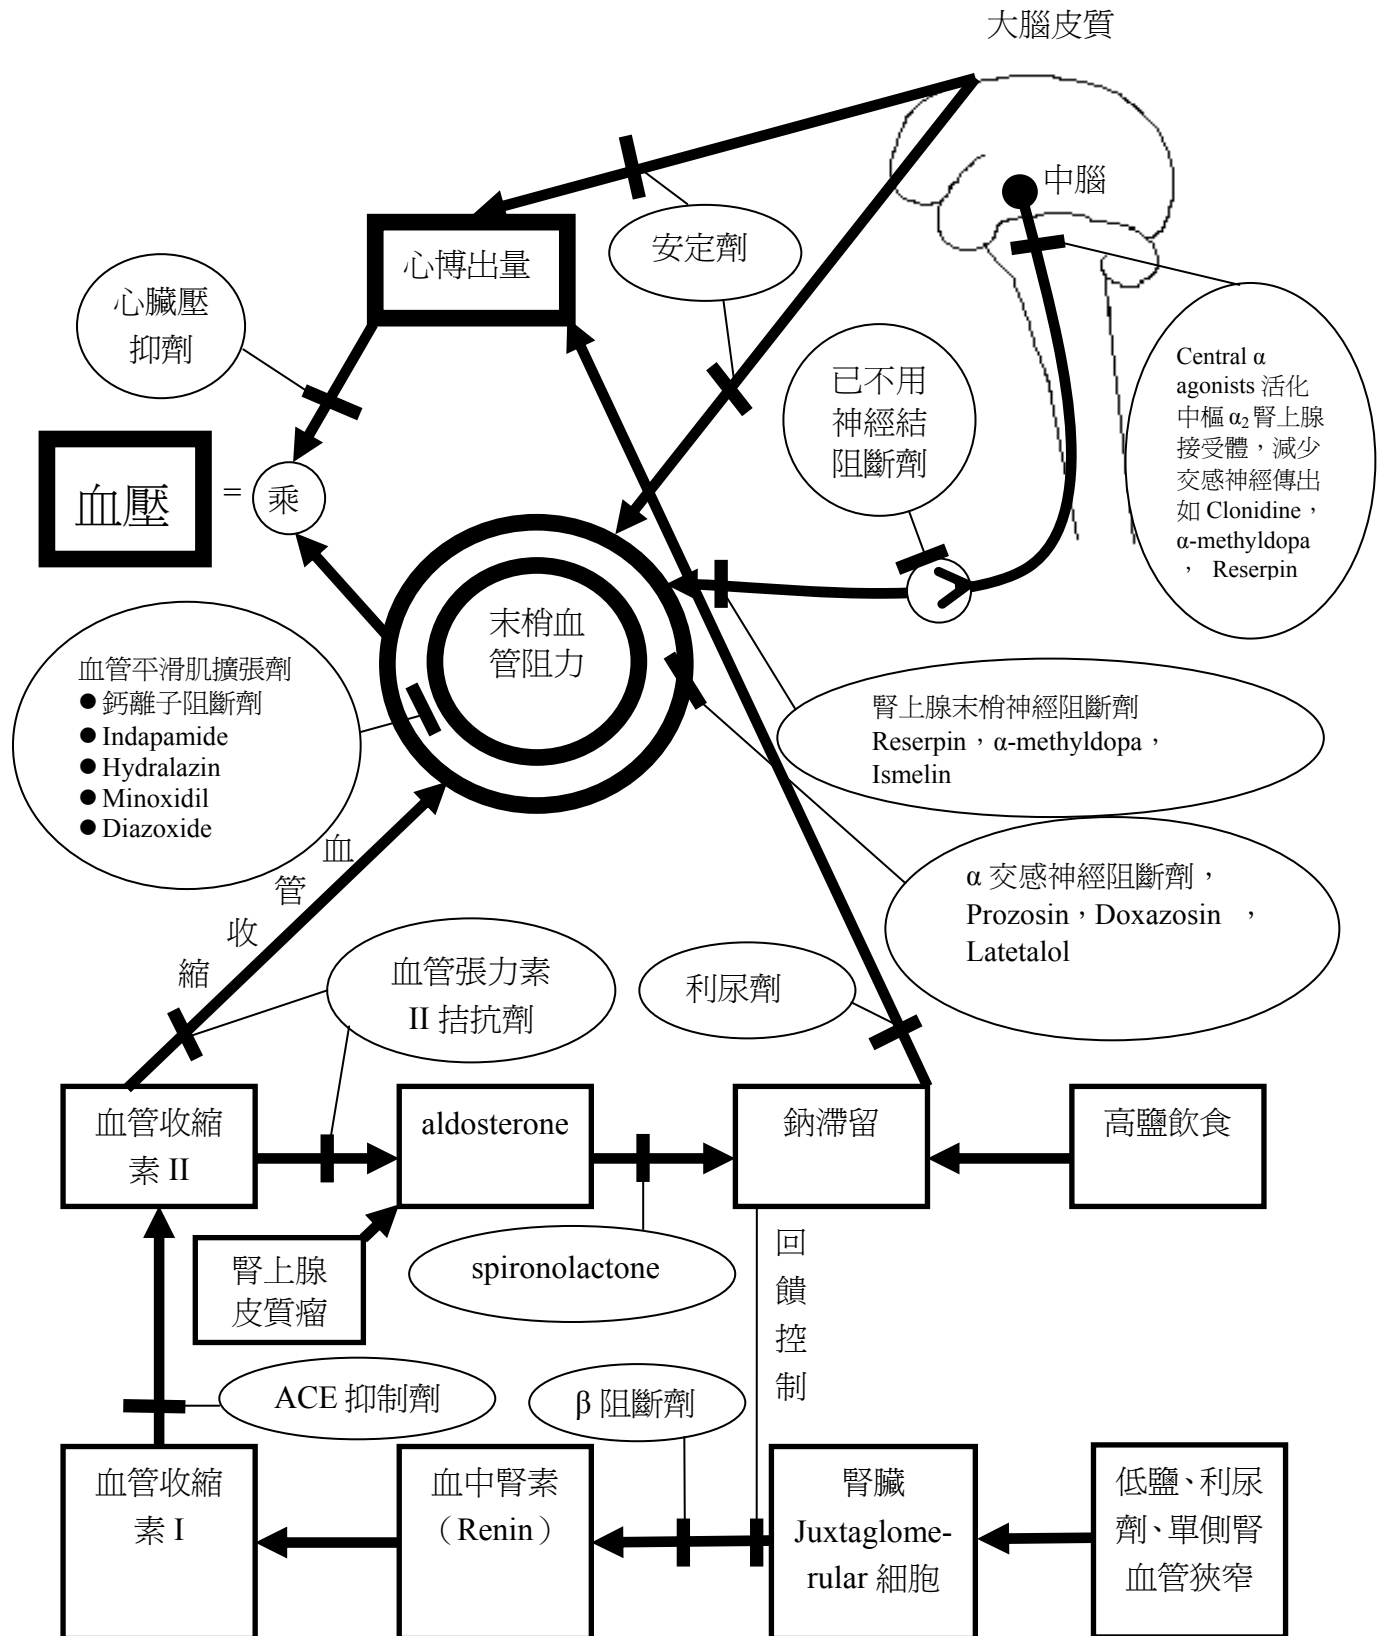 大腦皮質
中腦
心博出量
安定劑
心臟壓
抑劑
已不用
神經結
阻斷劑
Central α
agonists 活化
中樞 α₂ 腎上腺
接受體，減少
交感神經傳出
如 Clonidine，
α-methyldopa
， Reserpin
血壓
=
乘
末梢血
管阻力
血管平滑肌擴張劑
●鈣離子阻斷劑
●Indapamide
●Hydralazin
●Minoxidil
●Diazoxide
腎上腺末梢神經阻斷劑
Reserpin，α-methyldopa，
Ismelin
α 交感神經阻斷劑，
Prozosin，Doxazosin ，
Latetalol
血
管
收
縮
血管張力素
II 拮抗劑
利尿劑
血管收縮
素 II
aldosterone
鈉滯留
高鹽飲食
腎上腺
皮質瘤
spironolactone
回
饋
控
制
ACE 抑制劑
β 阻斷劑
血管收縮
素 I
血中腎素
（Renin）
腎臟
Juxtaglome-
rular 細胞
低鹽、利尿
劑、單側腎
血管狹窄